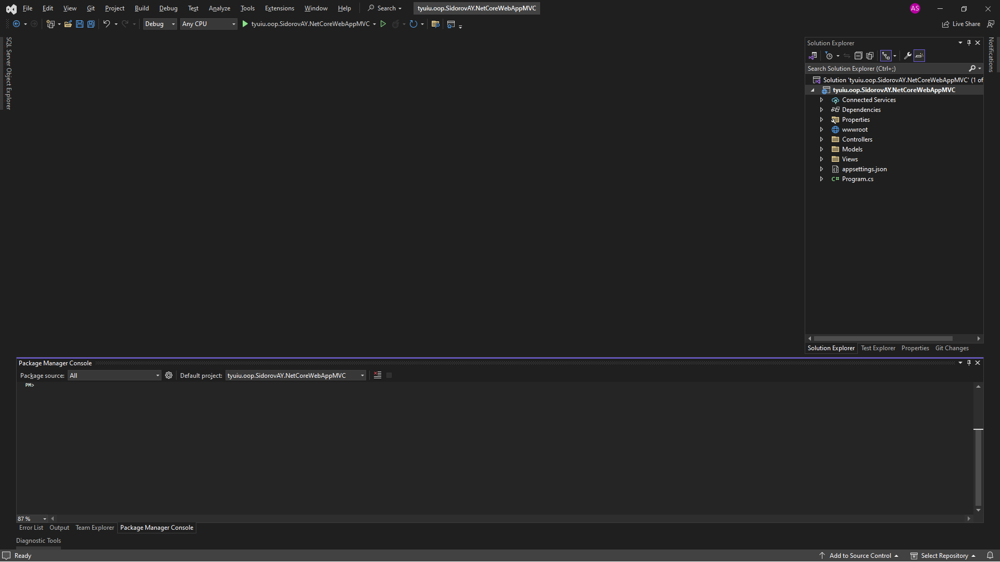 File Edit View Git Project Build Debug Test Analyze Tools Extensions Window Help Search tyuiu.oop.SidorovAY.NetCoreWebAppMVC AS
Debug Any CPU tyuiu.oop.SidorovAY.NetCoreWebAppMVC Live Share
SQL Server Object Explorer
Solution Explorer
Search Solution Explorer (Ctrl+;)
Solution 'tyuiu.oop.SidorovAY.NetCoreWebAppMVC' (1 of
tyuiu.oop.SidorovAY.NetCoreWebAppMVC
Connected Services
Dependencies
Properties
wwwroot
Controllers
Models
Views
appsettings.json
C# Program.cs
Solution Explorer Test Explorer Properties Git Changes
Notifications
Package Manager Console
Package source: All Default project: tyuiu.oop.SidorovAY.NetCoreWebAppMVC
PM>
87 %
Error List Output Team Explorer Package Manager Console
Diagnostic Tools
Ready Add to Source Control Select Repository